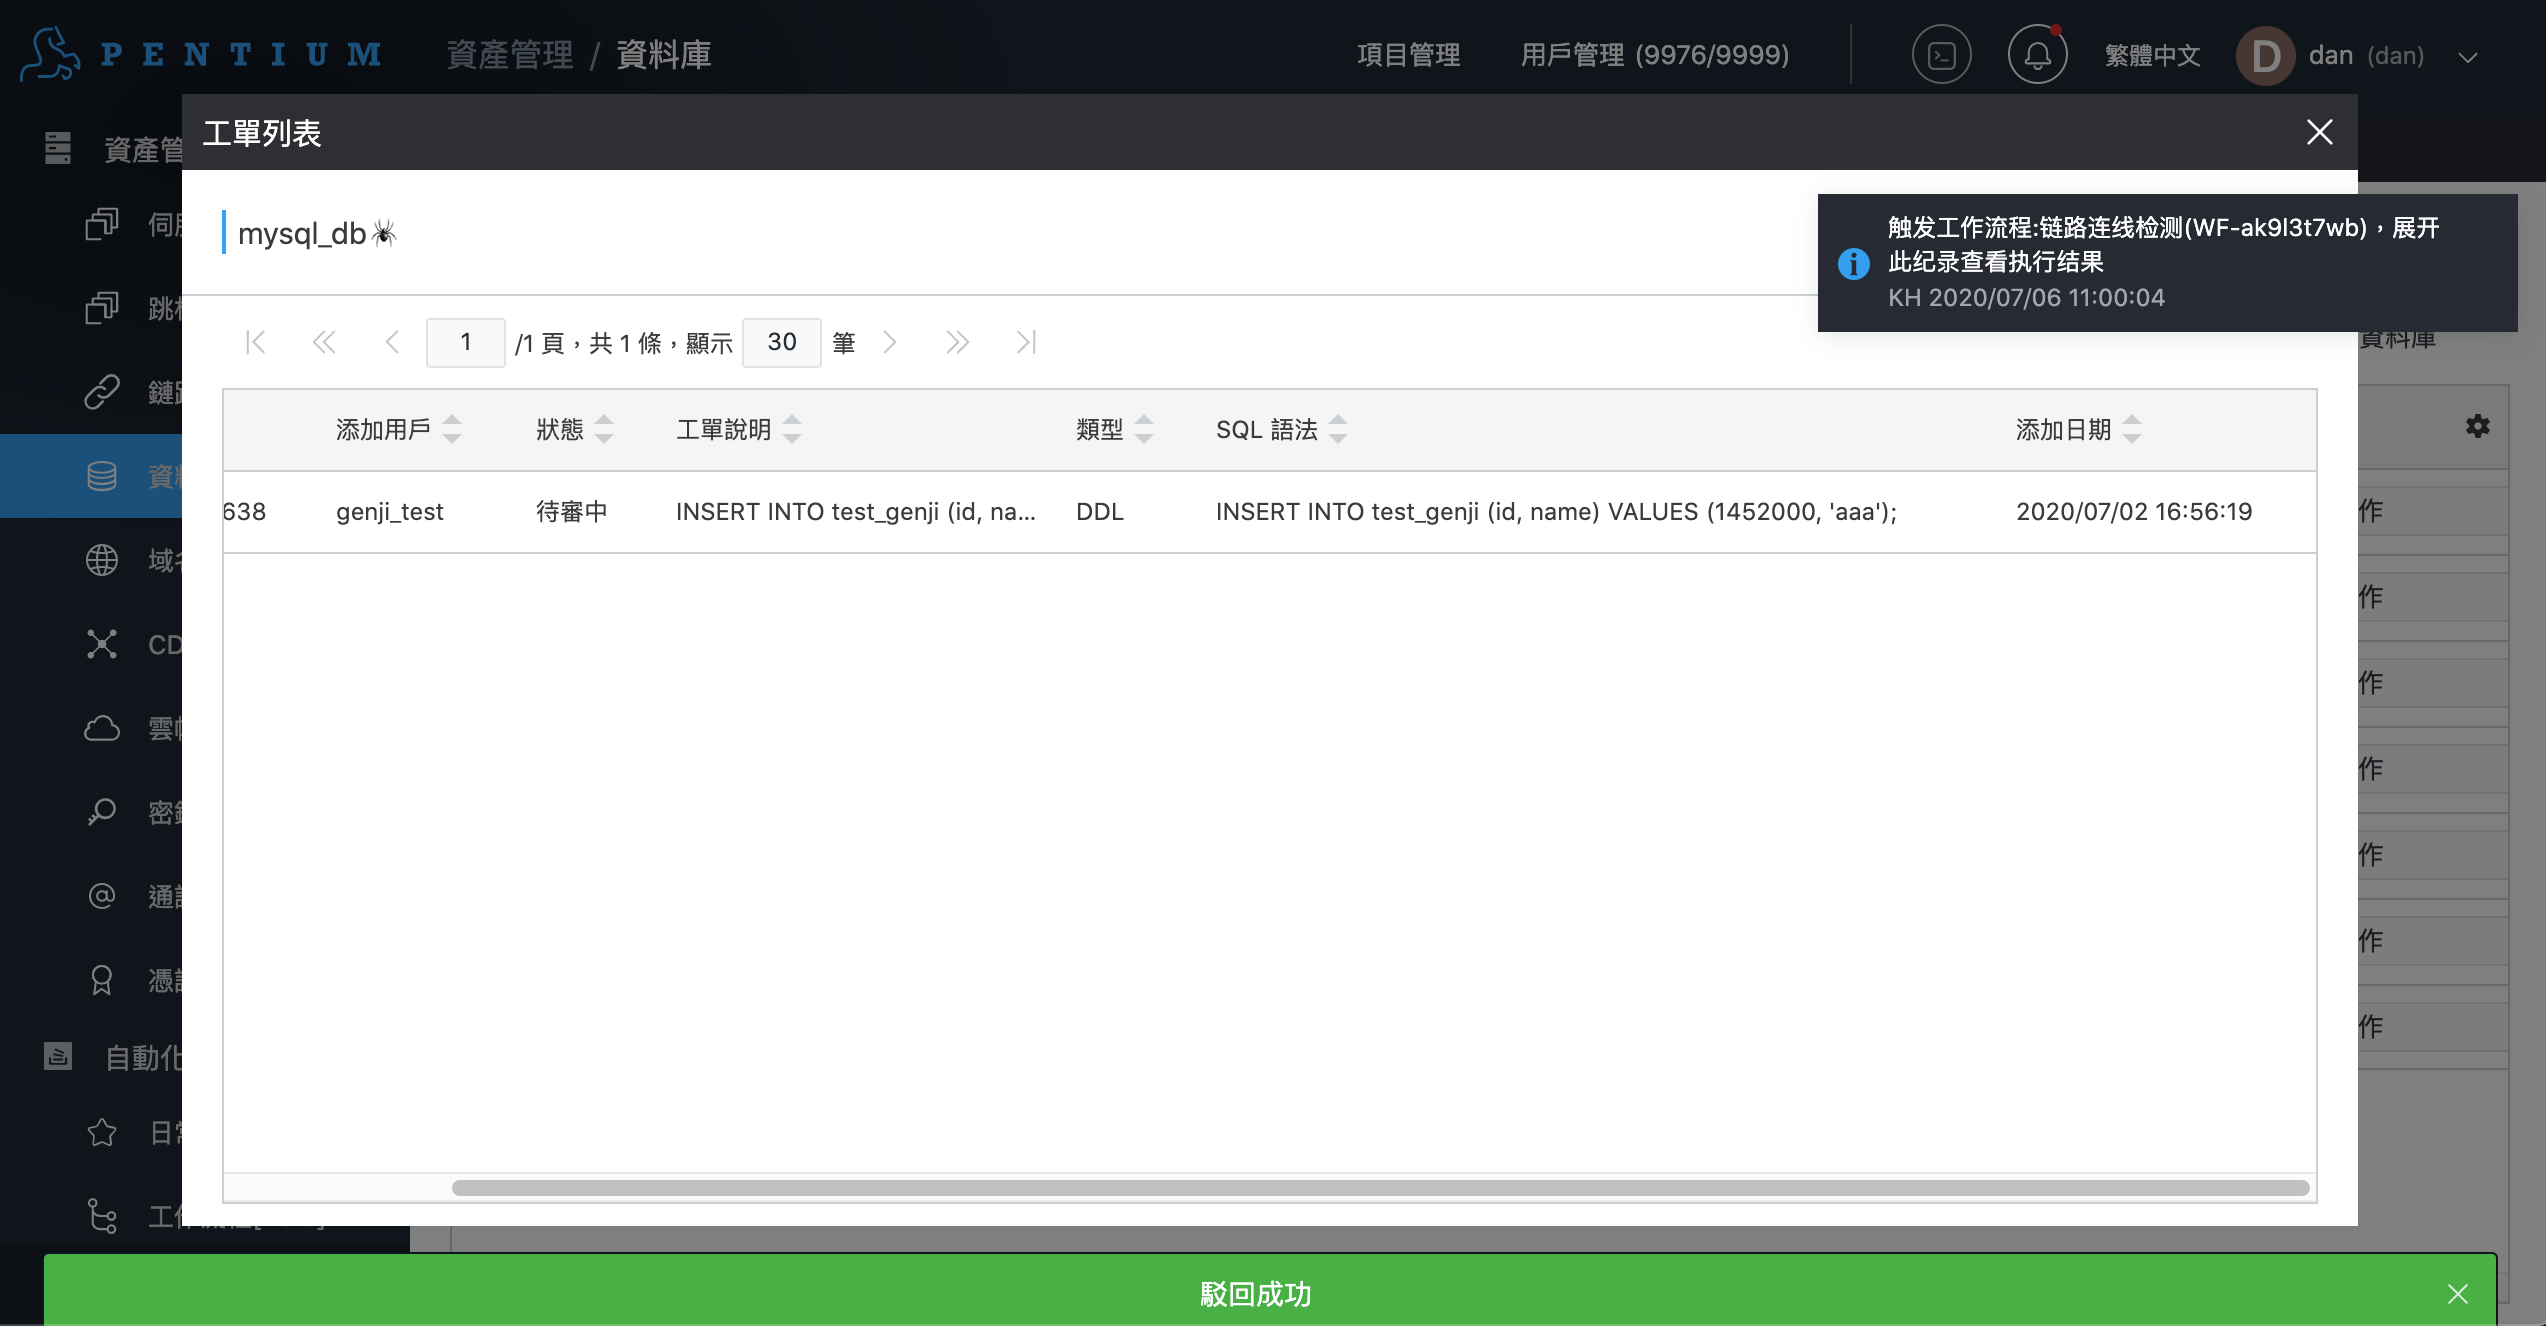 PENTIUM
資產管理 / 資料庫
項目管理
用戶管理 (9976/9999)
繁體中文
D
dan (dan)
工單列表
資產管
伺
跳
鏈
資
域名
CD
雲
密
通
憑
自動化
日常
工作
mysql_db
触发工作流程:链路连线检测(WF-ak9l3t7wb)，展开
此纪录查看执行结果
KH 2020/07/06 11:00:04
資料庫
1 /1 頁，共 1 條，顯示 30 筆
添加用戶 狀態 工單說明 類型 SQL 語法 添加日期
638 genji_test 待審中 INSERT INTO test_genji (id, na... DDL INSERT INTO test_genji (id, name) VALUES (1452000, 'aaa'); 2020/07/02 16:56:19
作
作
作
作
作
作
作
駁回成功